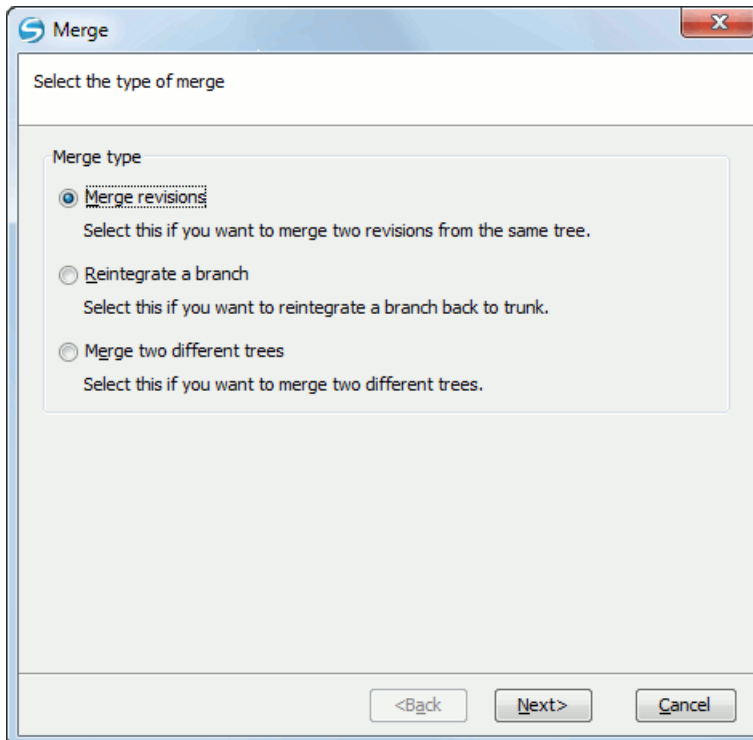 Merge
Select the type of merge
Merge type
Merge revisions
Select this if you want to merge two revisions from the same tree.
Reintegrate a branch
Select this if you want to reintegrate a branch back to trunk.
Merge two different trees
Select this if you want to merge two different trees.
<Back Next> Cancel